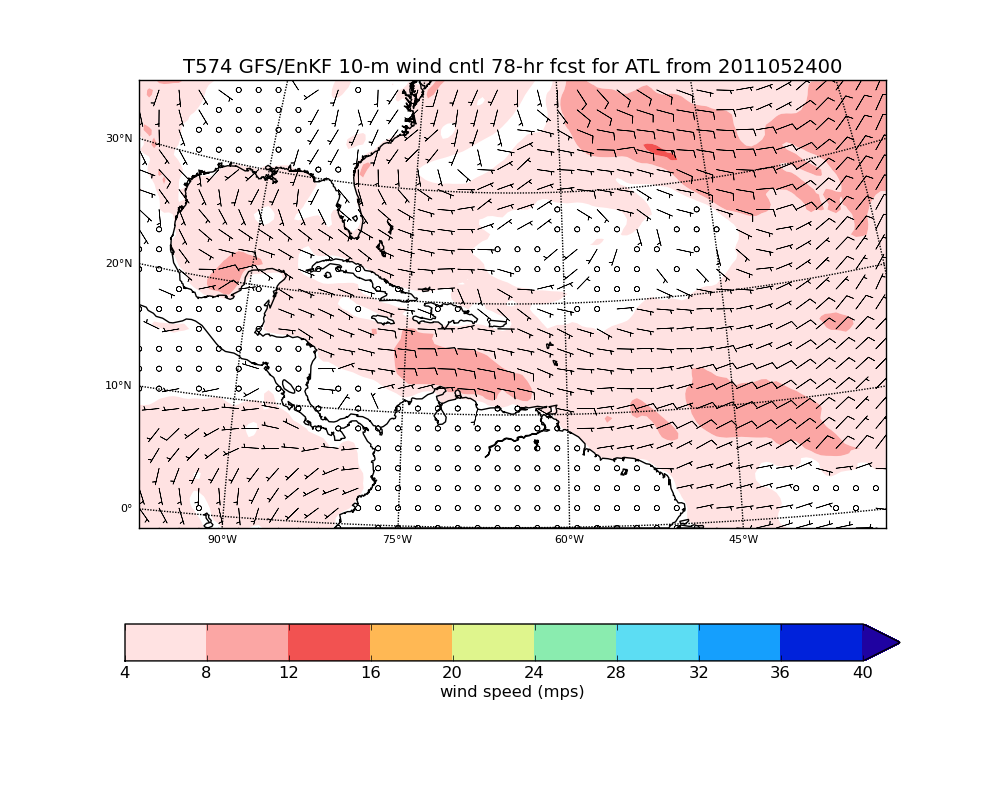 T574 GFS/EnKF 10-m wind cntl 78-hr fcst for ATL from 2011052400
30°N
20°N
10°N
0°
90°W 75°W 60°W 45°W
4 8 12 16 20 24 28 32 36 40
wind speed (mps)